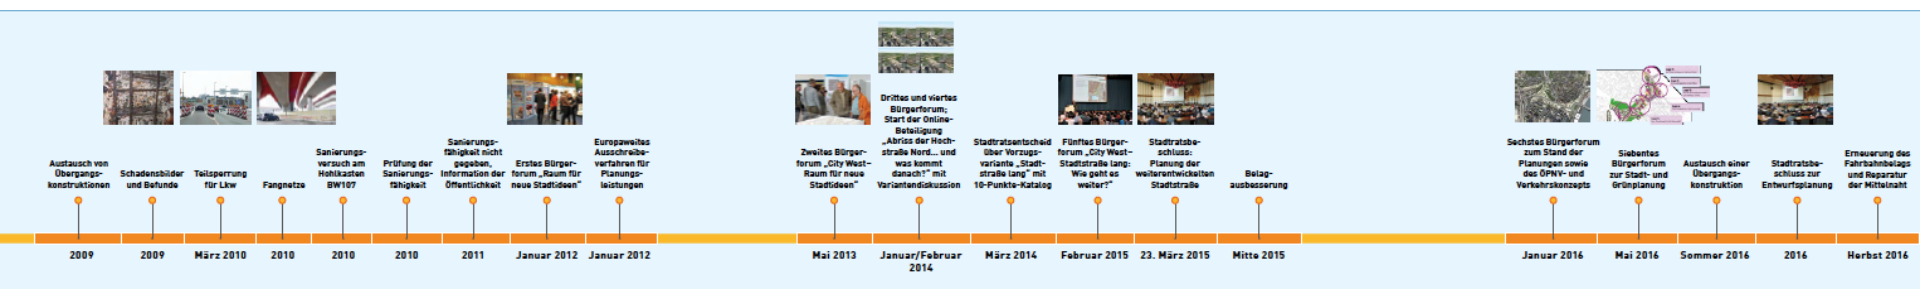 Austausch von
Übergangs-
konstruktionen
2009
Schadensbilder
und Befunde
2009
Teilsperrung
für Lkw
März 2010
Fangnetze
2010
Sanierungs-
versuch am
Hohlkasten
BW107
2010
Prüfung der
Sanierungs-
fähigkeit
2010
Sanierungs-
fähigkeit nicht
gegeben,
Information der
Öffentlichkeit
2011
Erstes Bürger-
forum „Raum für
neue Stadtideen“
Januar 2012
Europaweites
Ausschreibe-
verfahren für
Planungs-
leistungen
Januar 2012
Zweites Bürger-
forum „City West–
Raum für neue
Stadtideen“
Mai 2013
Drittes und viertes
Bürgerforum;
Start der Online-
Beteiligung
„Abriss der Hoch-
straße Nord... und
was kommt
danach?“ mit
Variantendiskussion
Januar/Februar
2014
Stadtratsentscheid
über Vorzugs-
variante „Stadt-
straße lang“ mit
10-Punkte-Katalog
März 2014
Fünftes Bürger-
forum „City West–
Stadtstraße lang:
Wie geht es
weiter?“
Februar 2015
Stadtratsbe-
schluss:
Planung der
weiterentwickelten
Stadtstraße
23. März 2015
Belag-
ausbesserung
Mitte 2015
Sechstes Bürgerforum
zum Stand der
Planungen sowie
des ÖPNV- und
Verkehrskonzepts
Januar 2016
Siebentes
Bürgerforum
zur Stadt- und
Grünplanung
Mai 2016
Austausch einer
Übergangs-
konstruktion
Sommer 2016
Stadtratsbe-
schluss zur
Entwurfsplanung
2016
Erneuerung des
Fahrbahnbelags
und Reparatur
der Mittelnaht
Herbst 2016